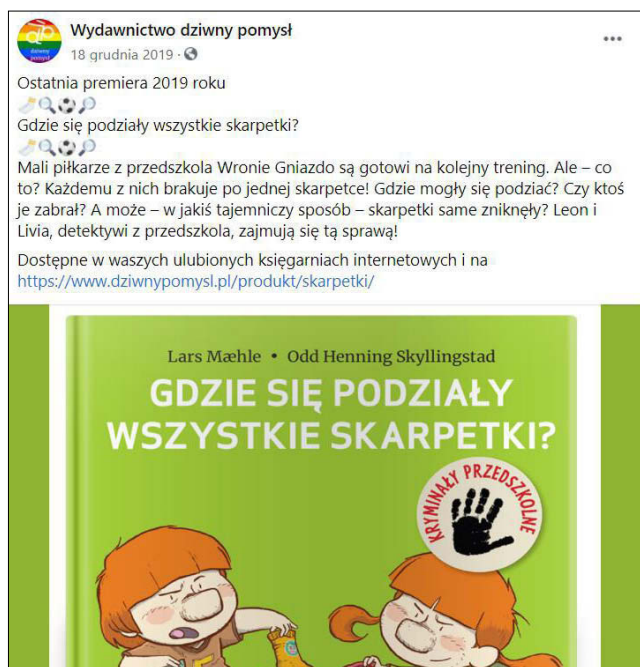 Wydawnictwo dziwny pomysł
18 grudnia 2019 ·
Ostatnia premiera 2019 roku
Gdzie się podziały wszystkie skarpetki?
Mali piłkarze z przedszkola Wronie Gniazdo są gotowi na kolejny trening. Ale – co
to? Każdemu z nich brakuje po jednej skarpetce! Gdzie mogły się podziać? Czy ktoś
je zabrał? A może – w jakiś tajemniczy sposób – skarpetki same zniknęły? Leon i
Livia, detektywi z przedszkola, zajmują się tą sprawą!
Dostępne w waszych ulubionych księgarniach internetowych i na
https://www.dziwnypomysl.pl/produkt/skarpetki/
Lars Mæhle • Odd Henning Skyllingstad
GDZIE SIĘ PODZIAŁY
WSZYSTKIE SKARPETKI?
KRYMINAŁY PRZEDSZKOLNE
dziwny
pomysł